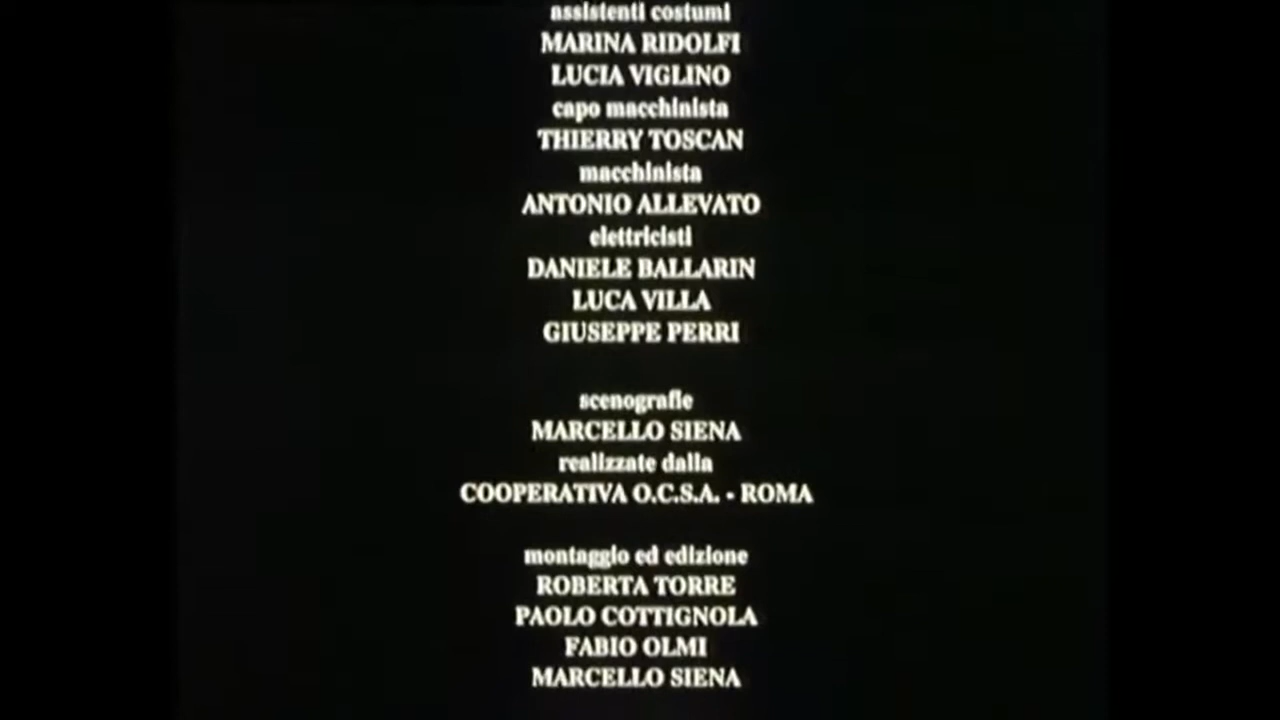 assistenti costumi
MARINA RIDOLFI
LUCIA VIGLINO
capo macchinista
THIERRY TOSCAN
macchinista
ANTONIO ALLEVATO
elettricisti
DANIELE BALLARIN
LUCA VILLA
GIUSEPPE PERRI
scenografie
MARCELLO SIENA
realizzate dalla
COOPERATIVA O.C.S.A. - ROMA
montaggio ed edizione
ROBERTA TORRE
PAOLO COTTIGNOLA
FABIO OLMI
MARCELLO SIENA